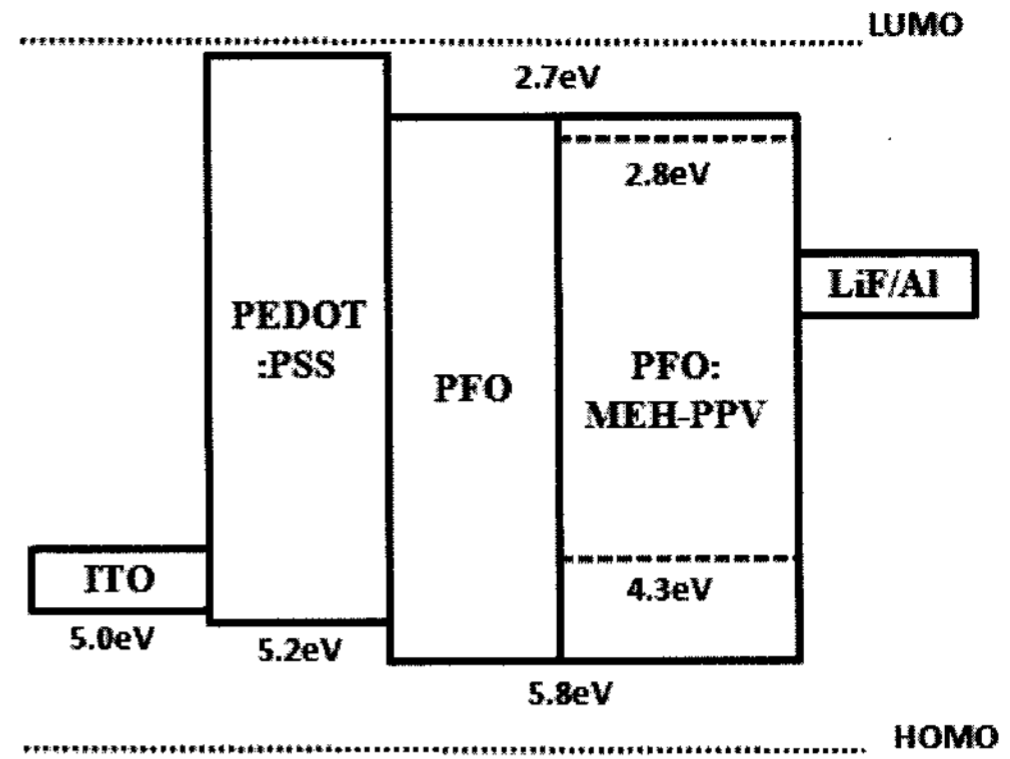 LUMO
2.7eV
2.8eV
LiF/Al
PEDOT
:PSS
PFO
PFO:
MEH-PPV
ITO
4.3eV
5.0eV
5.2eV
5.8eV
HOMO